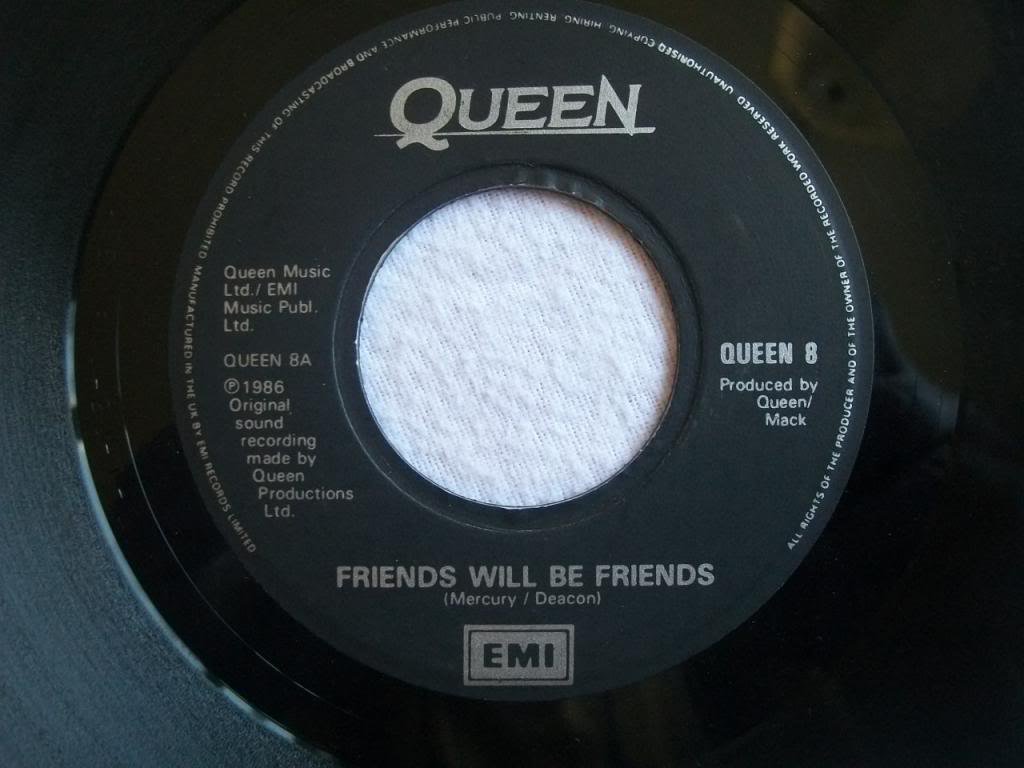 QUEEN
Queen Music
Ltd./ EMI
Music Publ.
Ltd.
QUEEN 8A
Ⓟ1986
Original
sound
recording
made by
Queen
Productions
Ltd.
QUEEN 8
Produced by
Queen/
Mack
FRIENDS WILL BE FRIENDS
(Mercury / Deacon)
EMI
ALL RIGHTS OF THE PRODUCER AND OF THE OWNER OF THE RECORDED WORK RESERVED UNAUTHORISED COPYING, HIRING, RENTING, PUBLIC PERFORMANCE AND BROADCASTING OF THIS RECORD PROHIBITED MANUFACTURED IN THE UK BY EMI RECORDS LIMITED